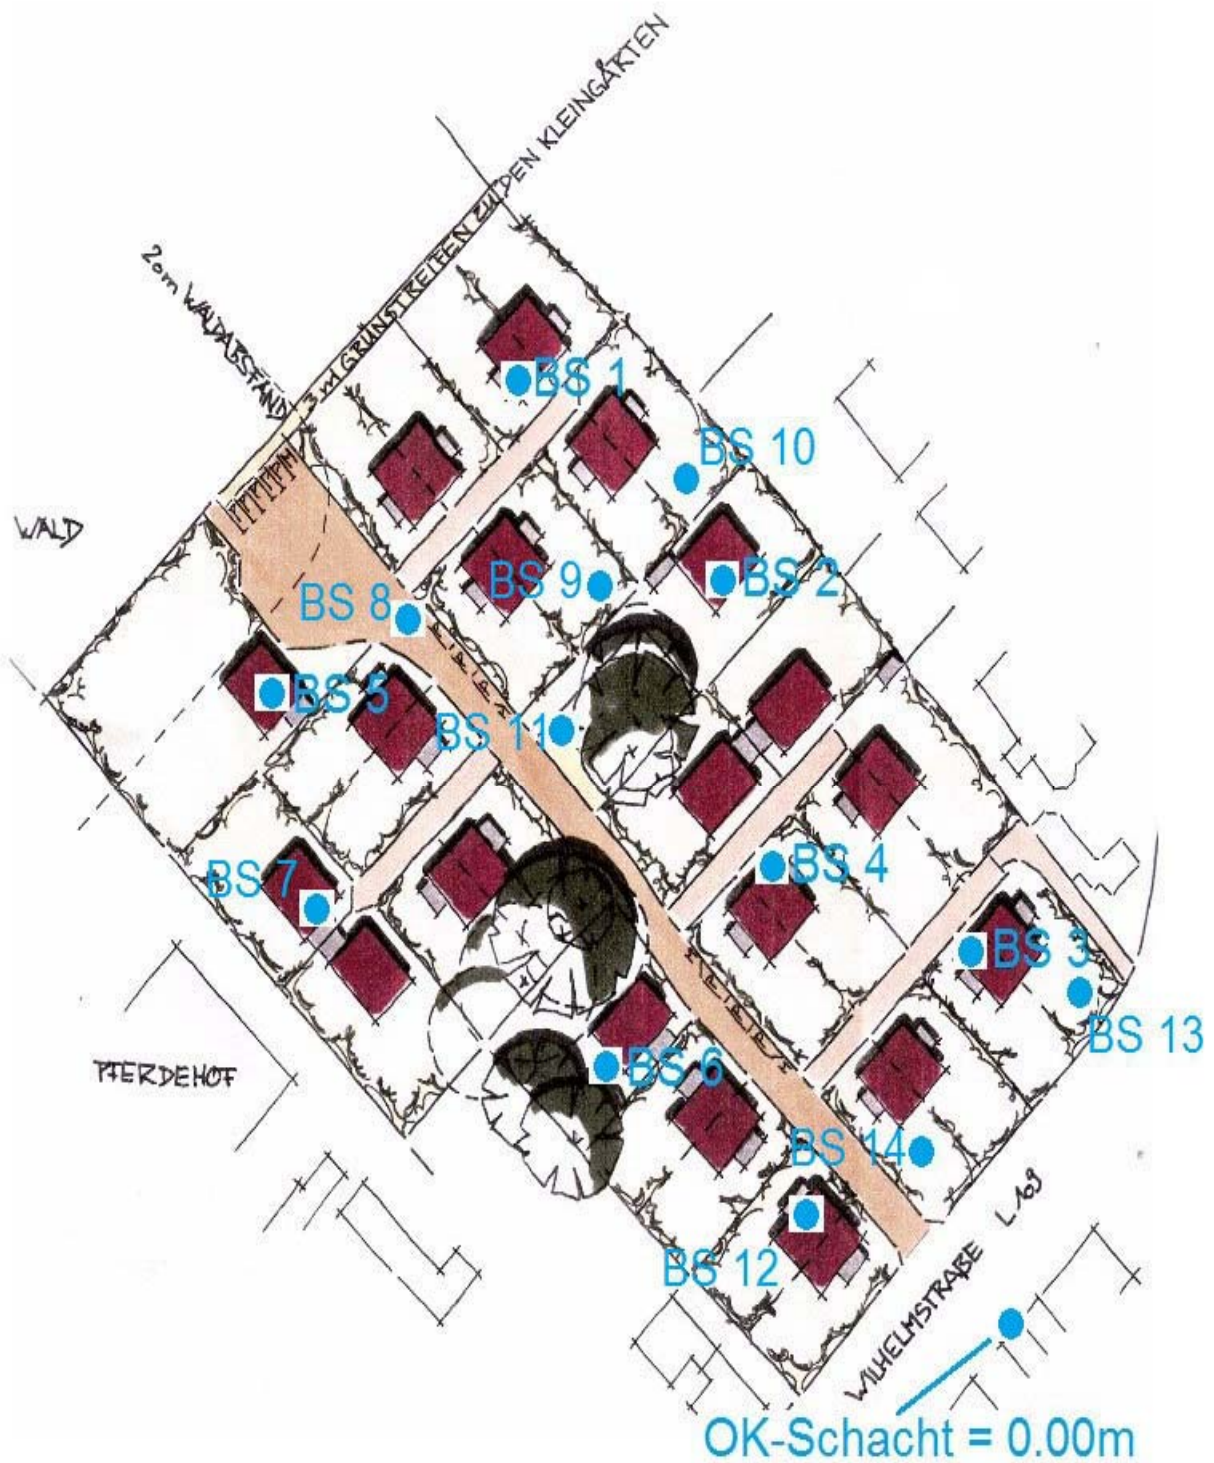 3 m GRÜNSTREIFEN ZU DEN KLEINGÄRTEN
20m WALDABSTAND
BS 1
BS 10
WALD
BS 9
BS 2
BS 8
BS 5
BS 11
BS 4
BS 7
BS 3
BS 13
PFERDEHOF
BS 6
BS 14
BS 12
WILHELMSTRAßE L 109
OK-Schacht = 0.00m